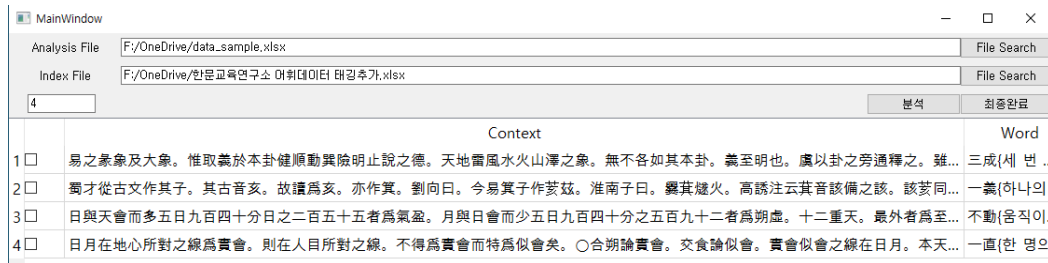 MainWindow
Analysis File F:/OneDrive/data_sample.xlsx File Search
Index File F:/OneDrive/한문교육연구소 어휘데이터 태깅추가.xlsx File Search
4 분석 최종완료
Context Word
1 易之彖象及大象。惟取義於本卦健順動巽險明止說之德。天地雷風水火山澤之象。無不各如其本卦。義至明也。虞以卦之旁通釋之。雖... 三成{세 번 ...
2 蜀才從古文作其子。其古音亥。故讀爲亥。亦作箕。劉向曰。今易箕子作荄玆。淮南子曰。爨萁燧火。高誘注云萁音該備之該。該荄同... 一義{하나의
3 日與天會而多五日九百四十分日之二百五十五者爲氣盈。月與日會而少五日九百四十分之五百九十二者爲朔虛。十二重天。最外者爲至... 不動{움직이
4 日月在地心所對之線爲實會。則在人目所對之線。不得爲實會而特爲似會矣。○合朔論實會。交食論似會。實會似會之線在日月。本天... 一直{한 명으